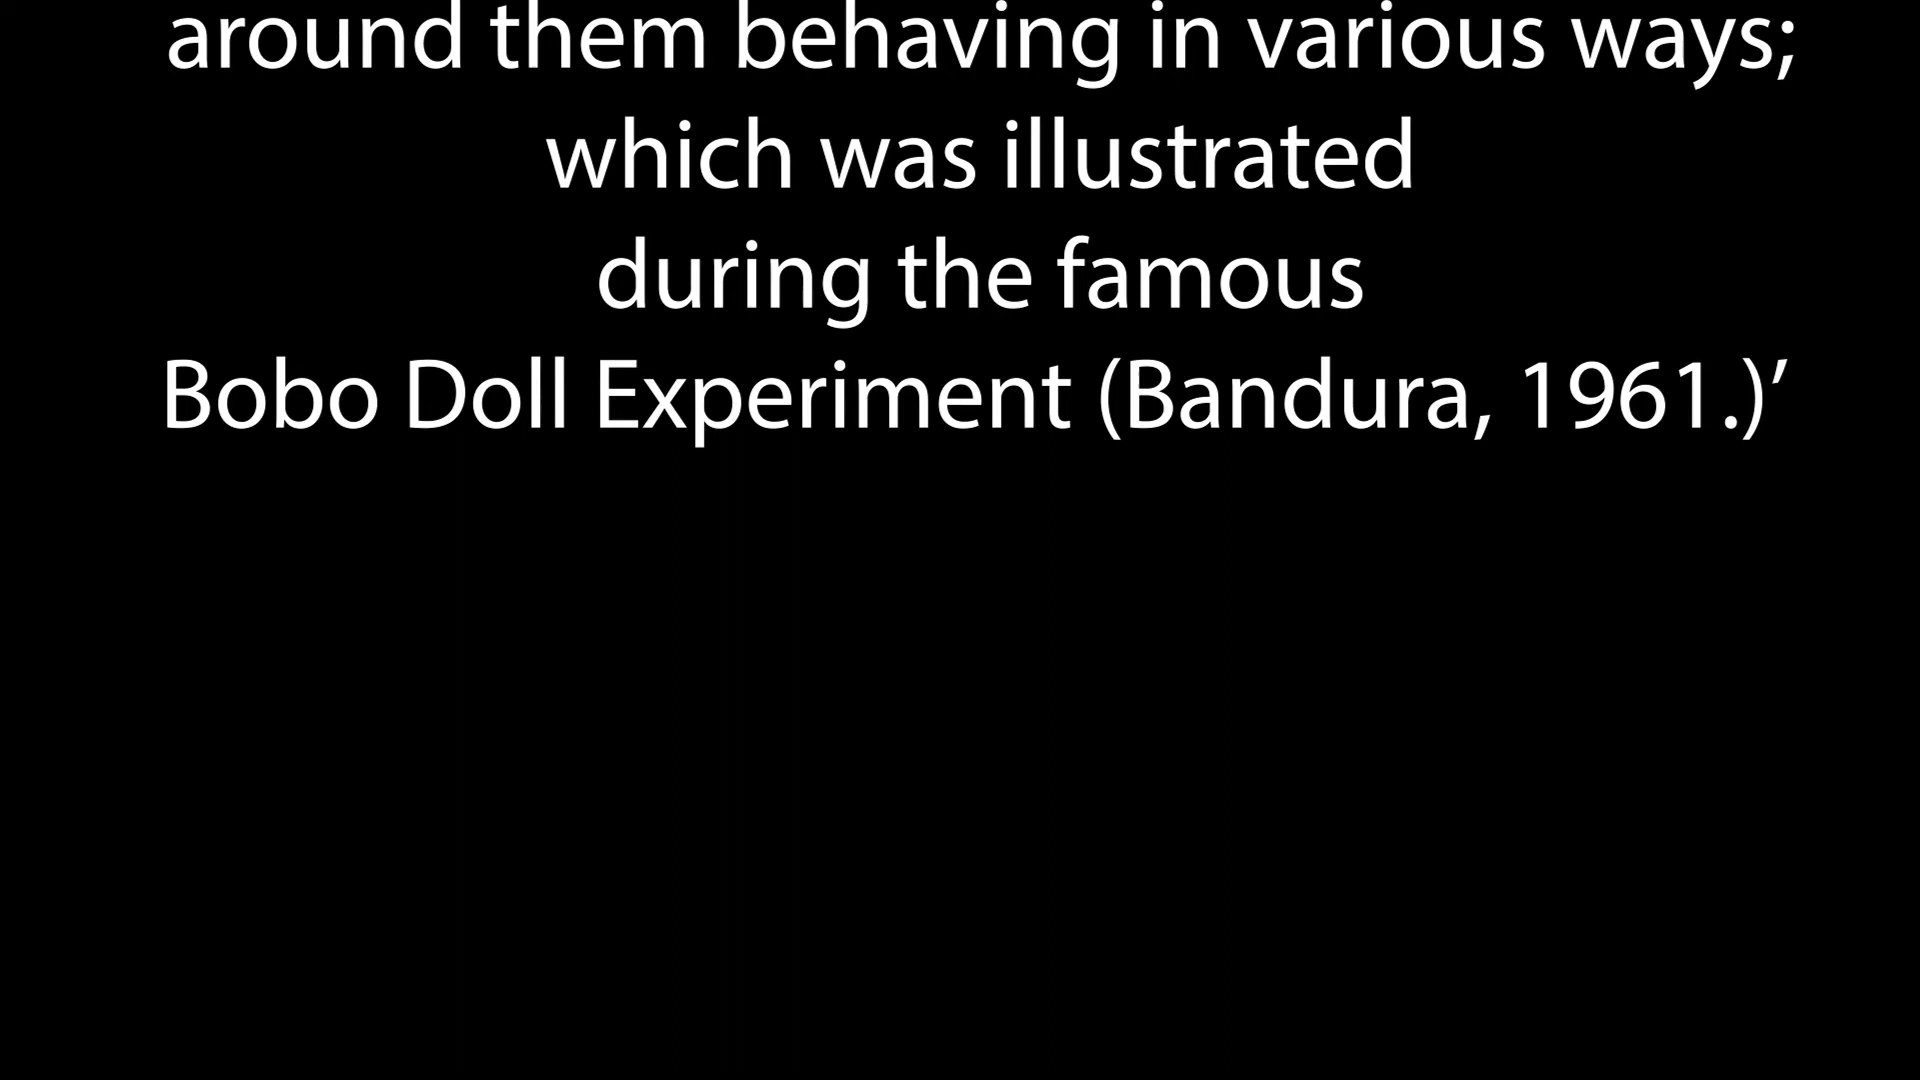 around them behaving in various ways;
which was illustrated
during the famous
Bobo Doll Experiment (Bandura, 1961.)’